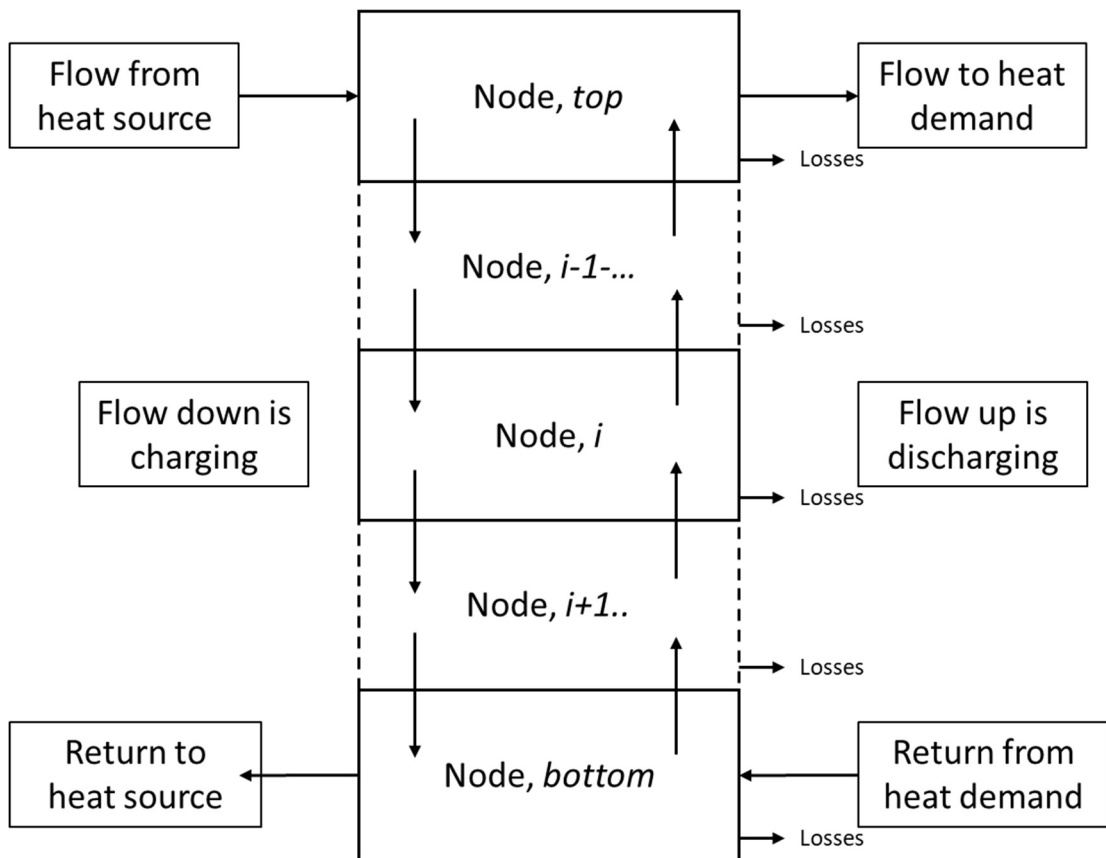 Flow from
heat source
Node, top
Flow to heat
demand
Losses
Node, i-1-...
Losses
Flow down is
charging
Node, i
Flow up is
discharging
Losses
Node, i+1..
Losses
Return to
heat source
Node, bottom
Return from
heat demand
Losses